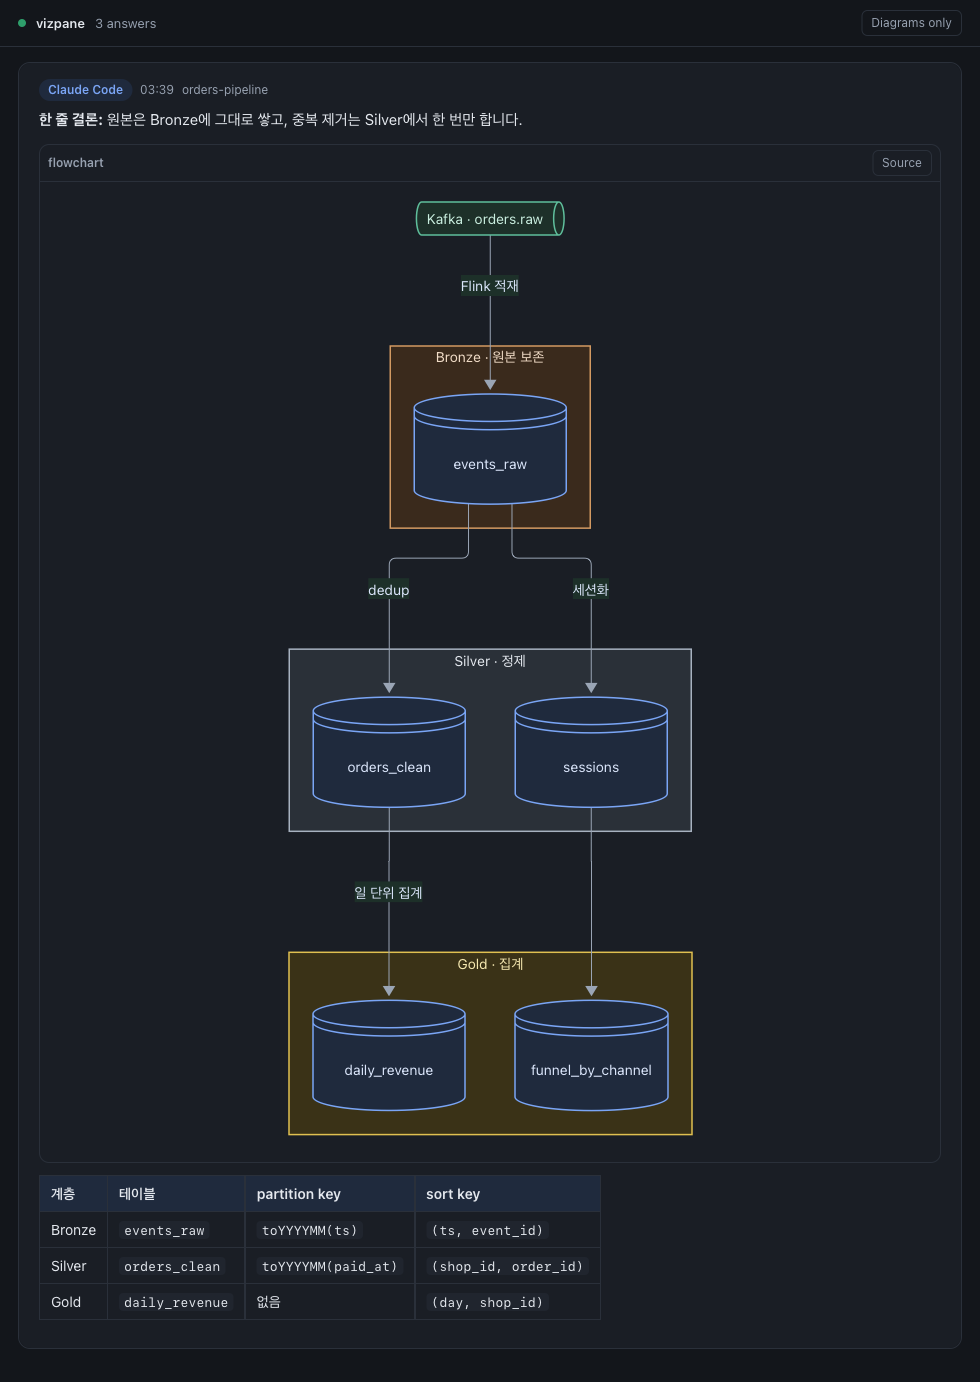 vizpane 3 answers Diagrams only
Claude Code 03:39 orders-pipeline
한 줄 결론: 원본은 Bronze에 그대로 쌓고, 중복 제거는 Silver에서 한 번만 합니다.
flowchart Source
Kafka · orders.raw
Flink 적재
Bronze · 원본 보존
events_raw
dedup 세션화
Silver · 정제
orders_clean sessions
일 단위 집계
Gold · 집계
daily_revenue funnel_by_channel
계층 테이블 partition key sort key
Bronze events_raw toYYYYMM(ts) (ts, event_id)
Silver orders_clean toYYYYMM(paid_at) (shop_id, order_id)
Gold daily_revenue 없음 (day, shop_id)